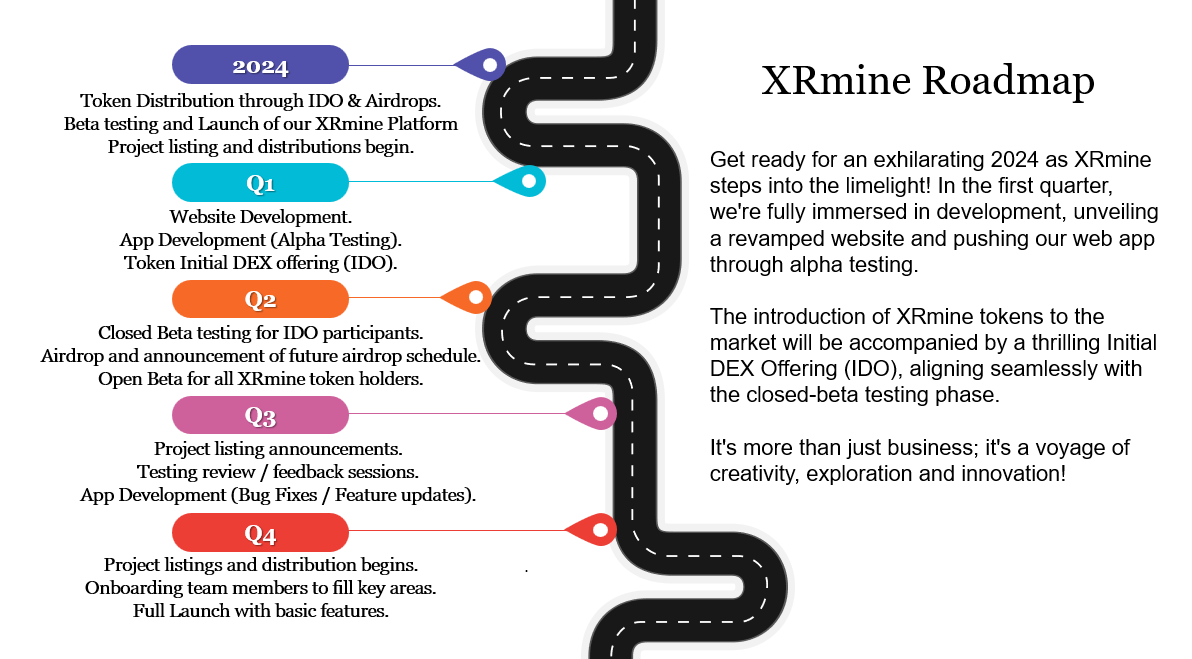 2024
Token Distribution through IDO & Airdrops.
Beta testing and Launch of our XRmine Platform
Project listing and distributions begin.
Q1
Website Development.
App Development (Alpha Testing).
Token Initial DEX offering (IDO).
Q2
Closed Beta testing for IDO participants.
Airdrop and announcement of future airdrop schedule.
Open Beta for all XRmine token holders.
Q3
Project listing announcements.
Testing review / feedback sessions.
App Development (Bug Fixes / Feature updates).
Q4
Project listings and distribution begins.
Onboarding team members to fill key areas.
Full Launch with basic features.
.
XRmine Roadmap
Get ready for an exhilarating 2024 as XRmine
steps into the limelight! In the first quarter,
we're fully immersed in development, unveiling
a revamped website and pushing our web app
through alpha testing.
The introduction of XRmine tokens to the
market will be accompanied by a thrilling Initial
DEX Offering (IDO), aligning seamlessly with
the closed-beta testing phase.
It's more than just business; it's a voyage of
creativity, exploration and innovation!